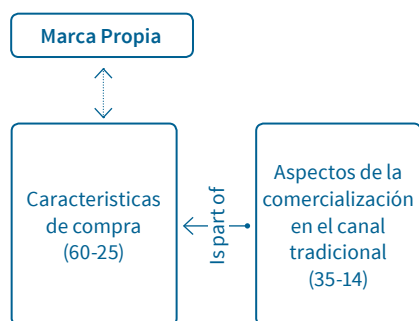 Marca Propia
Caracteristicas
de compra
(60-25)
Is part of
Aspectos de la
comercialización
en el canal
tradicional
(35-14)